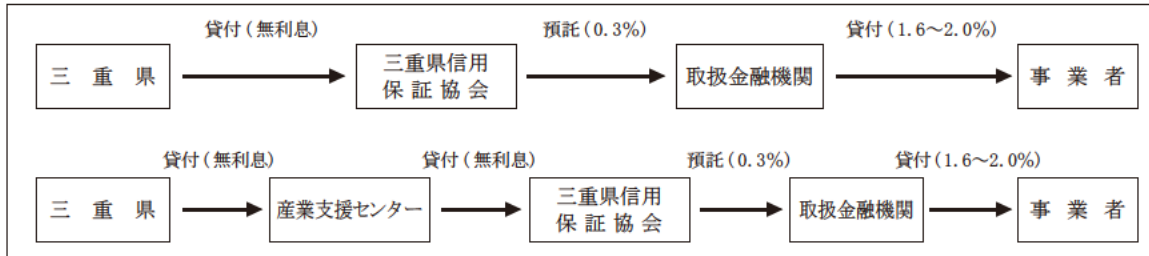 貸付(無利息) 預託(0.3%) 貸付(1.6～2.0%)
三重県 三重県信用保証協会 取扱金融機関 事業者
貸付(無利息) 貸付(無利息) 預託(0.3%) 貸付(1.6～2.0%)
三重県 産業支援センター 三重県信用保証協会 取扱金融機関 事業者